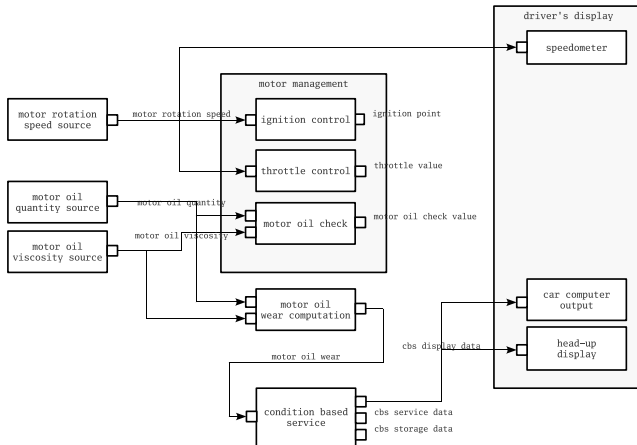 driver's display
speedometer
motor management
motor rotation
speed source
motor rotation speed
ignition control
ignition point
throttle control
throttle value
motor oil
quantity source
motor oil quantity
motor oil check
motor oil check value
motor oil viscosity
motor oil
viscosity source
motor oil
wear computation
car computer
output
cbs display data
head-up
display
motor oil wear
condition based
service
cbs service data
cbs storage data